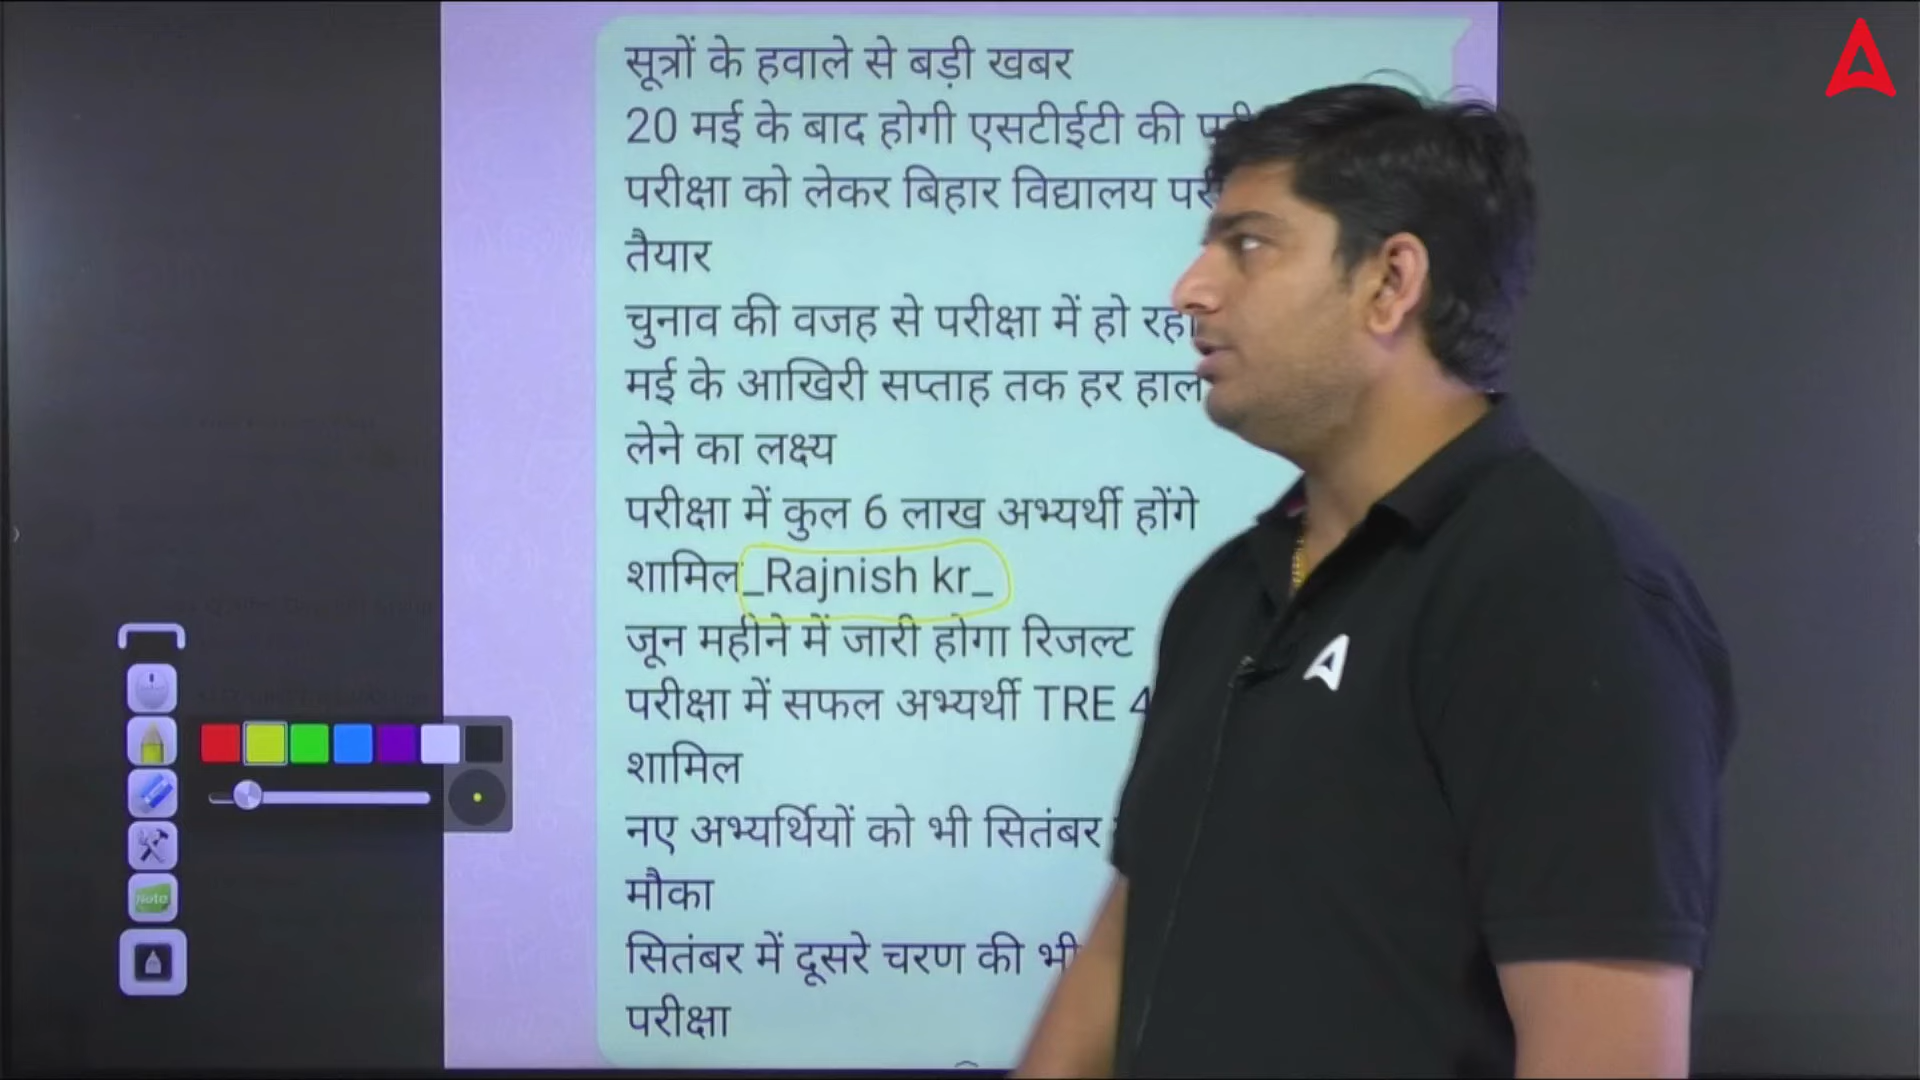 सूत्रों के हवाले से बड़ी खबर
20 मई के बाद होगी एसटीईटी की
परीक्षा को लेकर बिहार विद्यालय
तैयार
चुनाव की वजह से परीक्षा में हो
मई के आखिरी सप्ताह तक हर हाल
लेने का लक्ष्य
परीक्षा में कुल 6 लाख अभ्यर्थी होंगे
शामिल_Rajnish kr_
जून महीने में जारी होगा रिजल्ट
परीक्षा में सफल अभ्यर्थी TRE 4
शामिल
नए अभ्यर्थियों को भी सितंबर
मौका
सितंबर में दूसरे चरण की
परीक्षा
Note